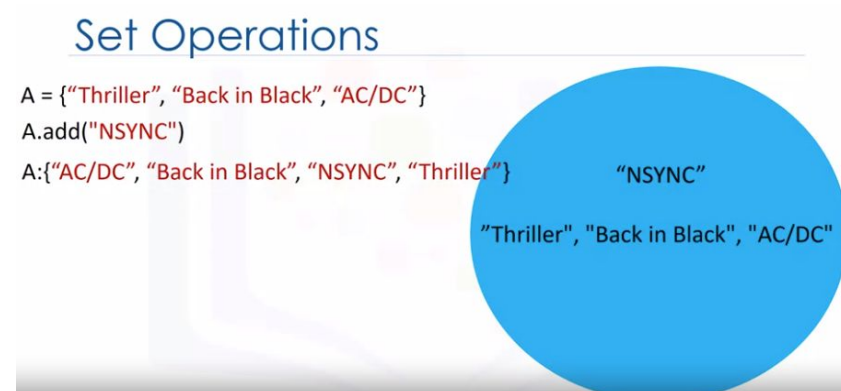 Set Operations
A = {“Thriller”, “Back in Black”, “AC/DC”}
A.add("NSYNC")
A:{“AC/DC”, “Back in Black”, “NSYNC”, “Thriller”}
“NSYNC”
”Thriller", "Back in Black", "AC/DC"